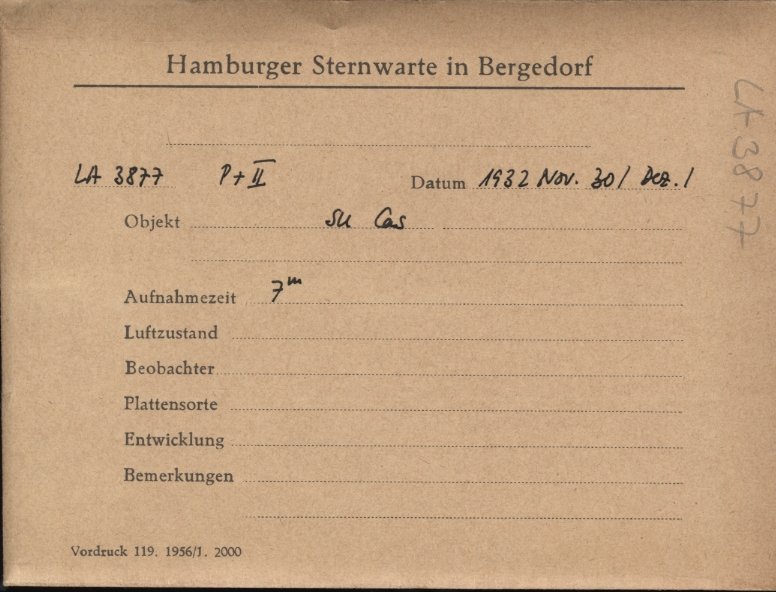 Hamburger Sternwarte in Bergedorf
LA 3877 P+II Datum 1932 Nov. 30/ Dez. 1
Objekt SU Cas
Aufnahmezeit 7m
Luftzustand
Beobachter
Plattensorte
Entwicklung
Bemerkungen
Vordruck 119. 1956/1. 2000
LA 3877